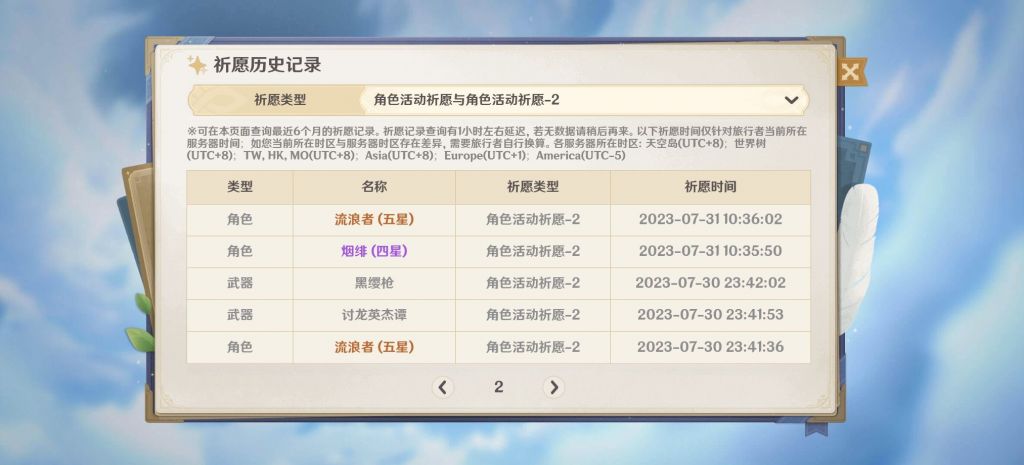 祈愿历史记录
祈愿类型 角色活动祈愿与角色活动祈愿-2
※可在本页面查询最近6个月的祈愿记录。祈愿记录查询有1小时左右延迟, 若无数据请稍后再来。以下祈愿时间仅针对旅行者当前所在
服务器时间; 如您当前所在时区与服务器时区存在差异, 需要旅行者自行换算。各服务器所在时区: 天空岛(UTC+8); 世界树
(UTC+8); TW, HK, MO(UTC+8); Asia(UTC+8); Europe(UTC+1); America(UTC-5)
类型 名称 祈愿类型 祈愿时间
角色 流浪者 (五星) 角色活动祈愿-2 2023-07-31 10:36:02
角色 烟绯 (四星) 角色活动祈愿-2 2023-07-31 10:35:50
武器 黑缨枪 角色活动祈愿-2 2023-07-30 23:42:02
武器 讨龙英杰谭 角色活动祈愿-2 2023-07-30 23:41:53
角色 流浪者 (五星) 角色活动祈愿-2 2023-07-30 23:41:36
2